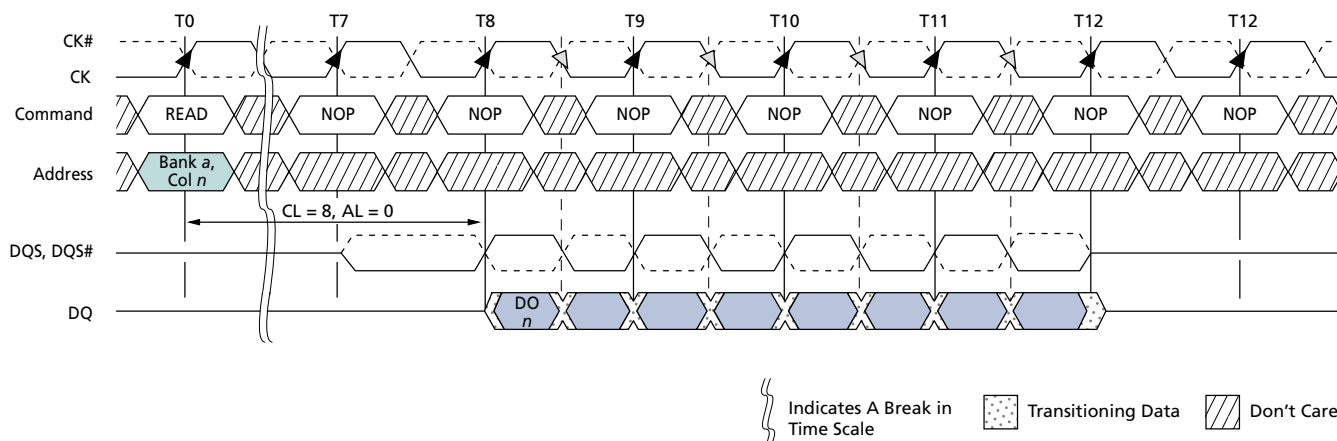 T0 T7 T8 T9 T10 T11 T12 T12
CK#
CK
Command READ NOP NOP NOP NOP NOP NOP NOP
Address Bank a,
Col n
CL = 8, AL = 0
DQS, DQS#
DQ DO
n
Indicates A Break in
Time Scale
Transitioning Data
Don't Care